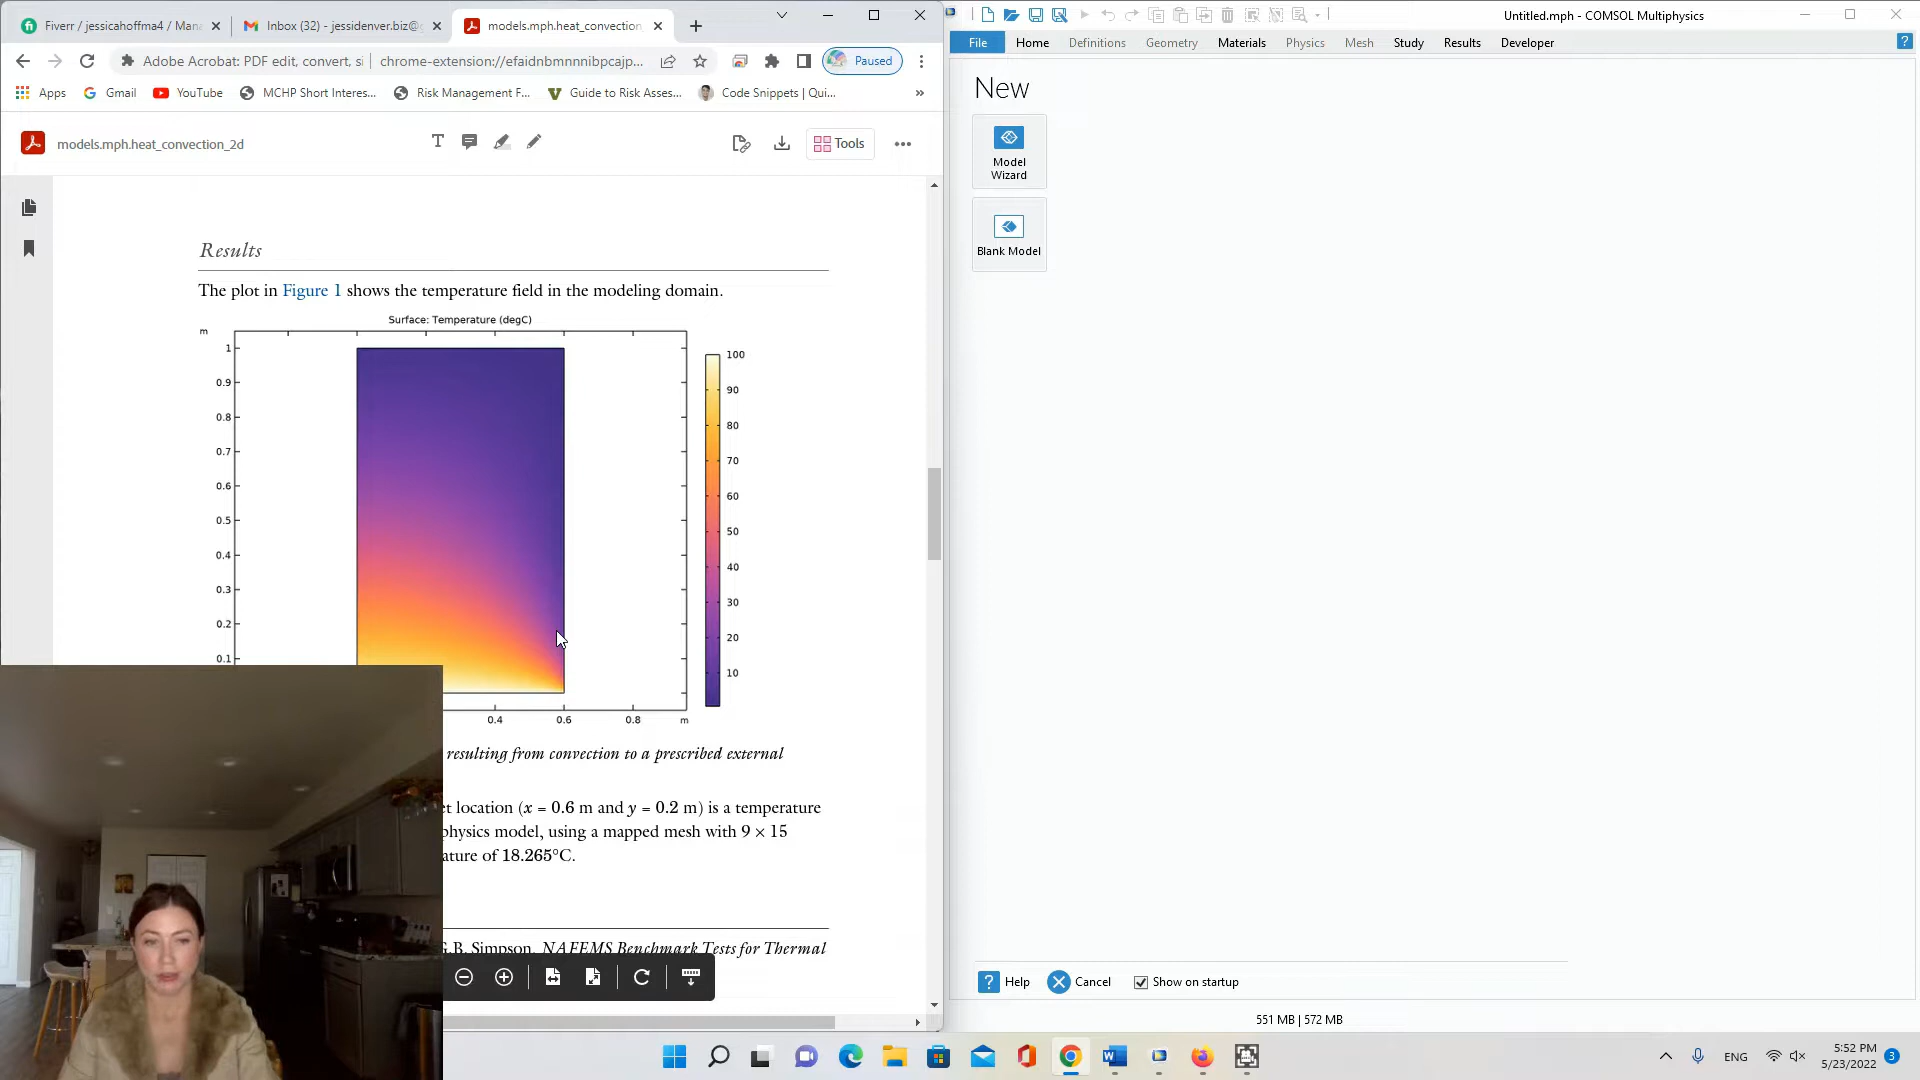 Fiverr / jessicahoffma4 / Mana
Inbox (32) - jessidenver.biz@g
models.mph.heat_convection_
Untitled.mph - COMSOL Multiphysics
File
Home
Definitions
Geometry
Materials
Physics
Mesh
Study
Results
Developer
Adobe Acrobat: PDF edit, convert, si
chrome-extension://efaidnbmnnnibpcajp...
Paused
Apps
Gmail
YouTube
MCHP Short Interes...
Risk Management F...
Guide to Risk Asses...
Code Snippets | Qui...
»
New
Model
Wizard
Blank Model
models.mph.heat_convection_2d
Tools
Results
The plot in Figure 1 shows the temperature field in the modeling domain.
Surface: Temperature (degC)
m
1
0.9
0.8
0.7
0.6
0.5
0.4
0.3
0.2
0.1
100
90
80
70
60
50
40
30
20
10
0.4
0.6
0.8
m
resulting from convection to a prescribed external
et location (x = 0.6 m and y = 0.2 m) is a temperature
physics model, using a mapped mesh with 9 × 15
ature of 18.265°C.
G.B. Simpson, NAFEMS Benchmark Tests for Thermal
Help
Cancel
Show on startup
551 MB | 572 MB
ENG
5:52 PM
5/23/2022
3